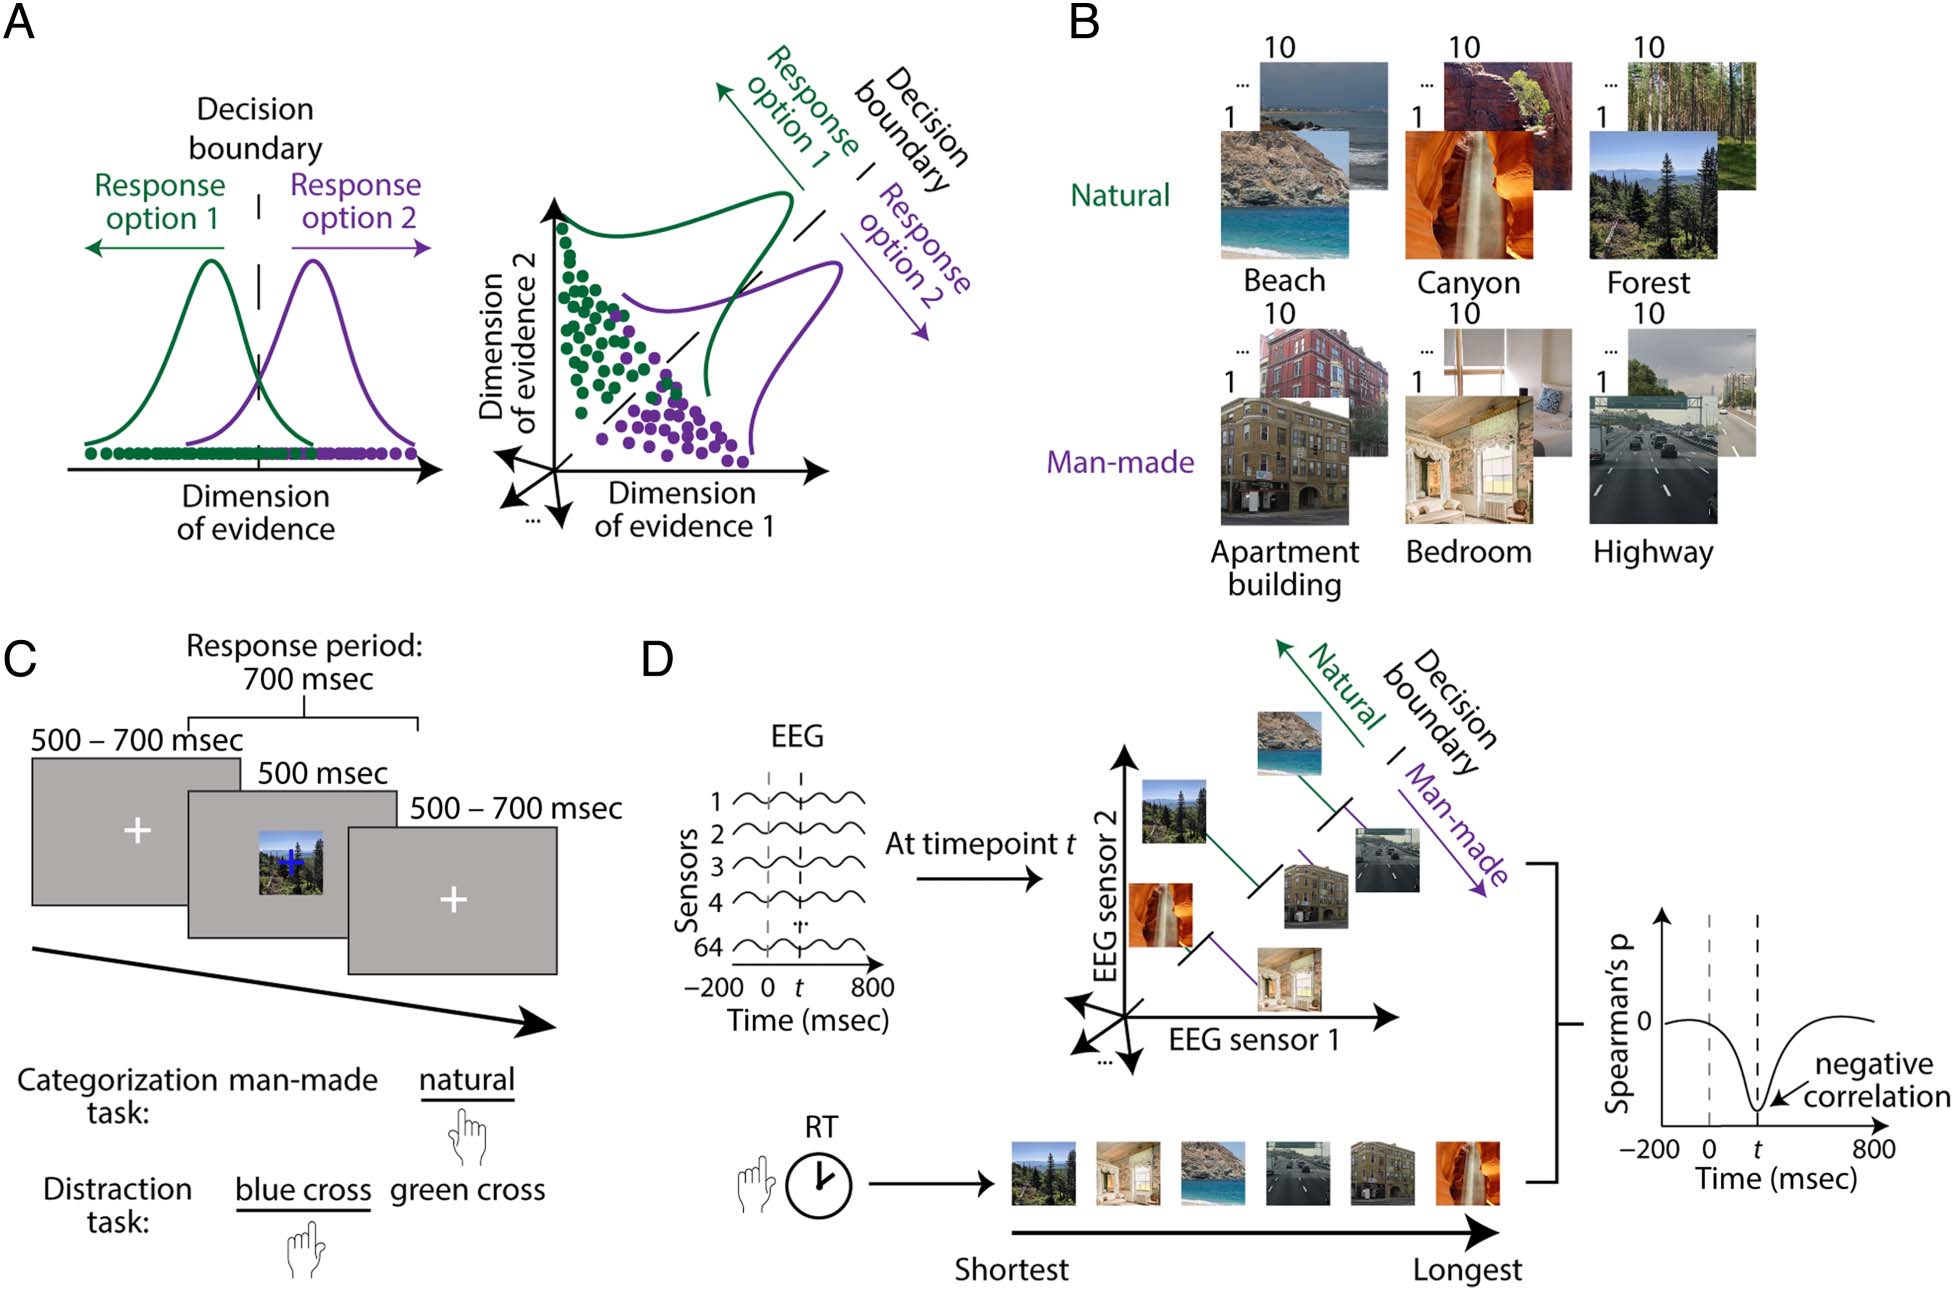 A
Decision
boundary
Response
option 1
Response
option 2
Dimension
of evidence
Response
option 1
Decision
boundary
Response
option 2
Dimension
of evidence 2
...
Dimension
of evidence 1
B
Natural
10
...
1
Beach
10
...
1
Canyon
10
...
1
Forest
Man-made
10
...
1
Apartment
building
10
...
1
Bedroom
10
...
1
Highway
C
Response period:
700 msec
500 – 700 msec
500 msec
500 – 700 msec
Categorization
task:
man-made
natural
Distraction
task:
blue cross
green cross
D
EEG
Sensors
1
2
3
4
...
64
−200 0 t 800
Time (msec)
At timepoint t
Natural
Decision
boundary
Man-made
EEG sensor 2
...
EEG sensor 1
RT
Shortest
Longest
Spearman's p
0
negative
correlation
−200 0 t 800
Time (msec)